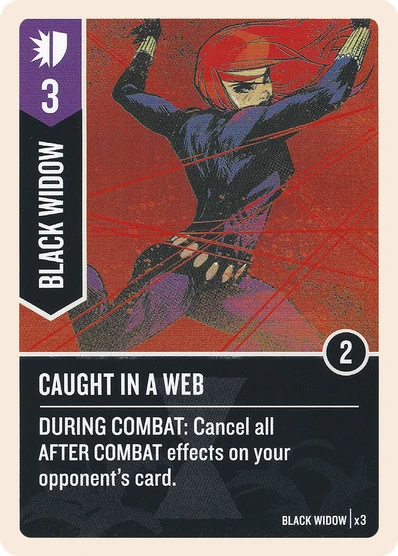 3
BLACK WIDOW
2
CAUGHT IN A WEB
DURING COMBAT: Cancel all
AFTER COMBAT effects on your
opponent's card.
BLACK WIDOW | x3